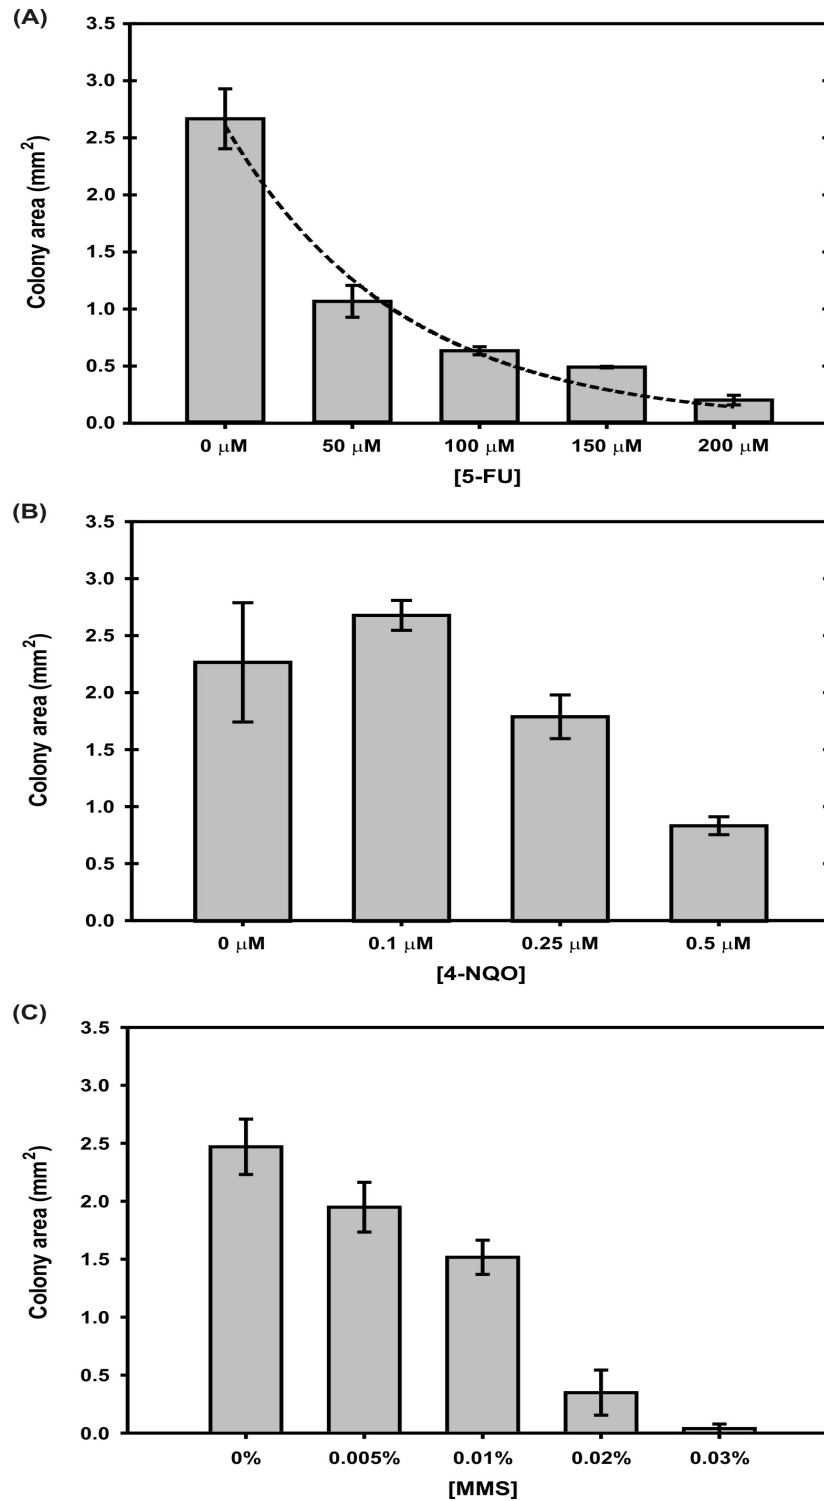 (A)
3.5
3.0
2.5
2.0
1.5
1.0
0.5
0.0
Colony area (mm²)
0 μM 50 μM 100 μM 150 μM 200 μM
[5-FU]
(B)
3.5
3.0
2.5
2.0
1.5
1.0
0.5
0.0
Colony area (mm²)
0 μM 0.1 μM 0.25 μM 0.5 μM
[4-NQO]
(C)
3.5
3.0
2.5
2.0
1.5
1.0
0.5
0.0
Colony area (mm²)
0% 0.005% 0.01% 0.02% 0.03%
[MMS]